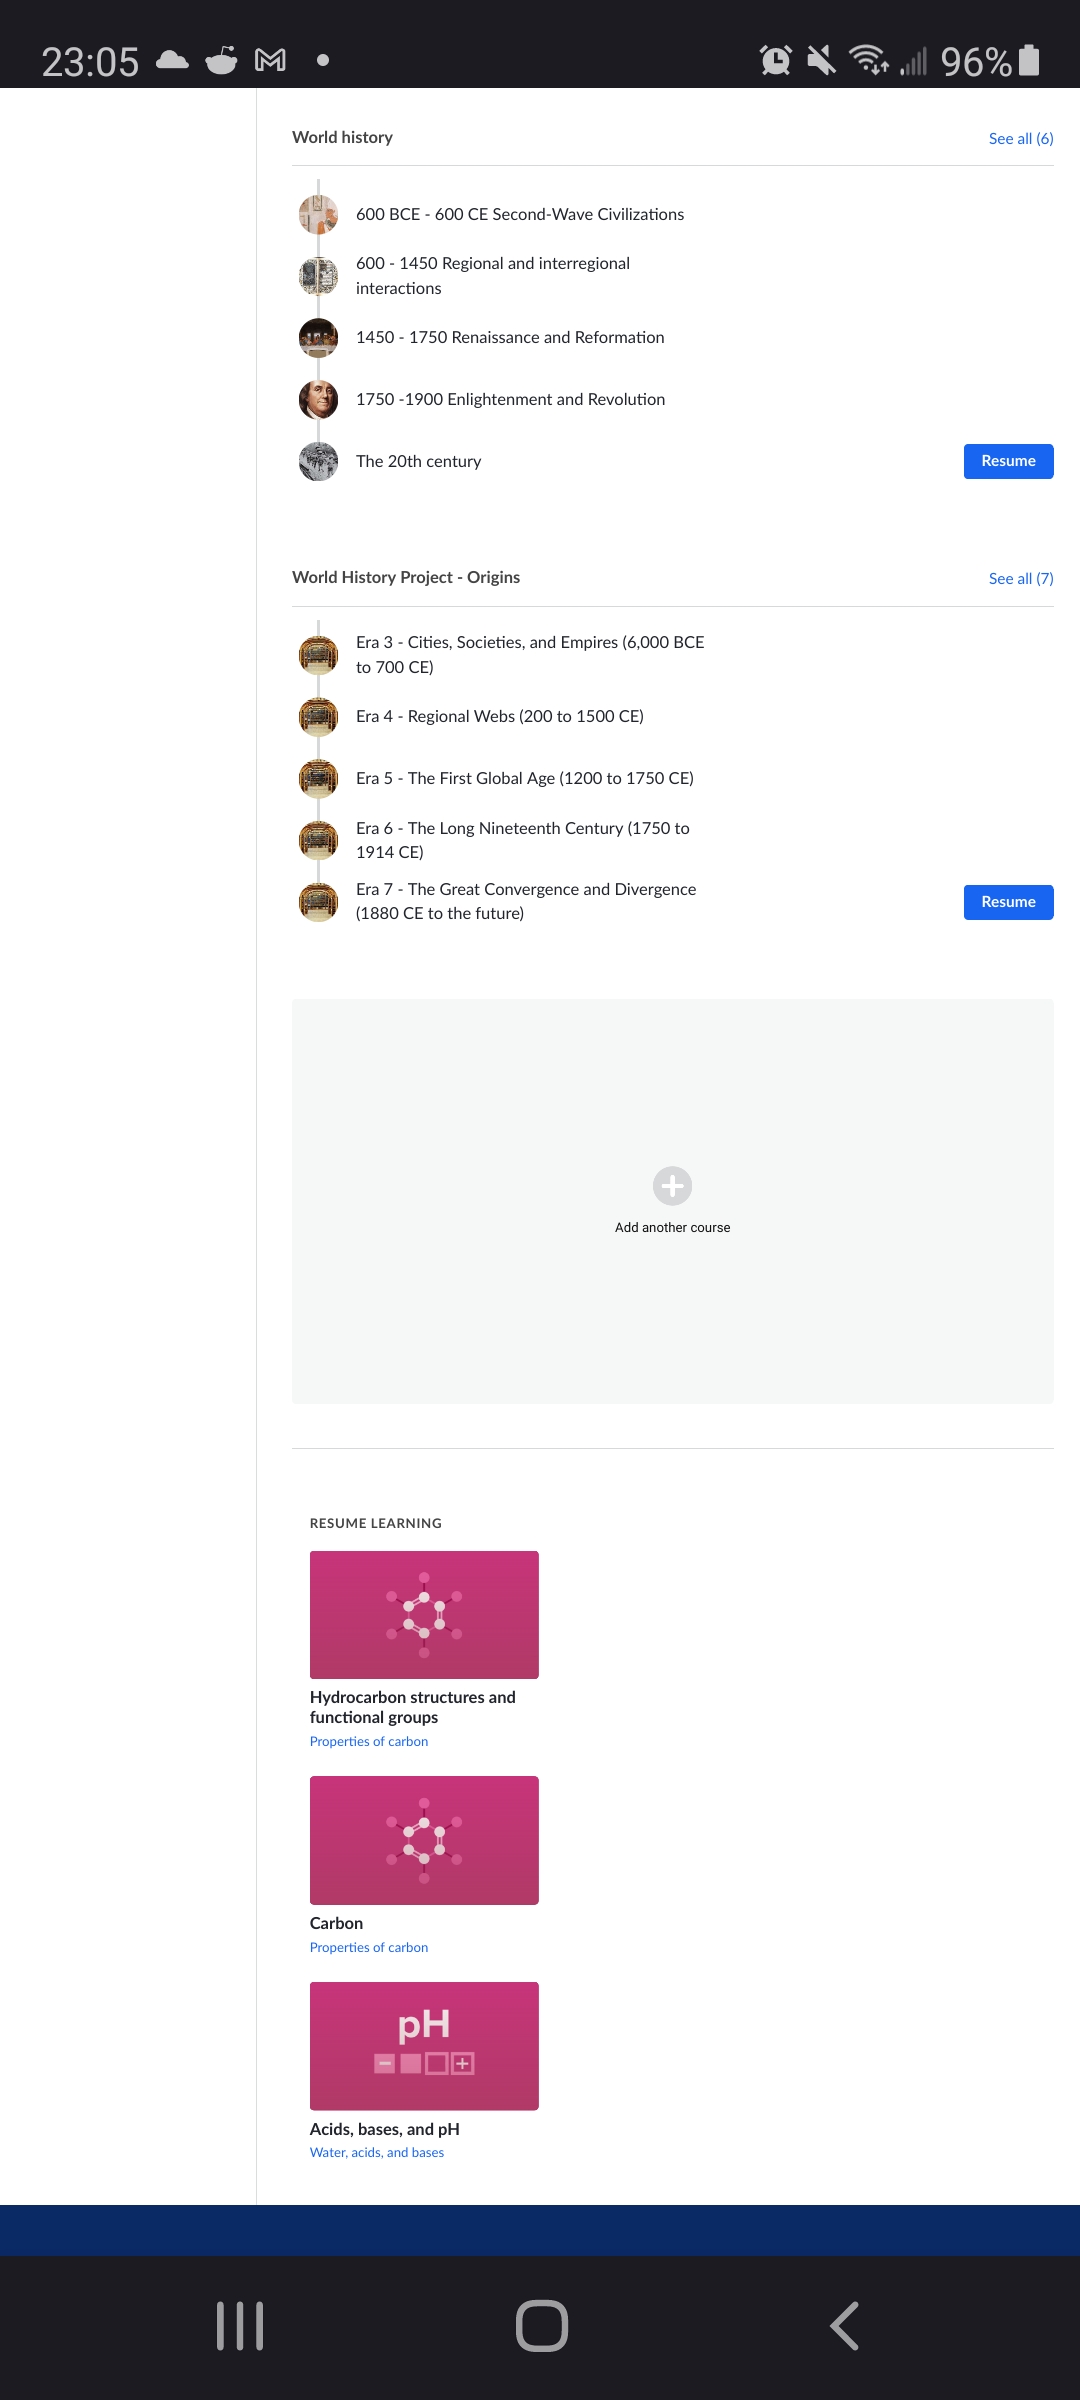 23:05
96%
World history
See all (6)
600 BCE - 600 CE Second-Wave Civilizations
600 - 1450 Regional and interregional
interactions
1450 - 1750 Renaissance and Reformation
1750 -1900 Enlightenment and Revolution
The 20th century
Resume
World History Project - Origins
See all (7)
Era 3 - Cities, Societies, and Empires (6,000 BCE
to 700 CE)
Era 4 - Regional Webs (200 to 1500 CE)
Era 5 - The First Global Age (1200 to 1750 CE)
Era 6 - The Long Nineteenth Century (1750 to
1914 CE)
Era 7 - The Great Convergence and Divergence
(1880 CE to the future)
Resume
Add another course
RESUME LEARNING
Hydrocarbon structures and
functional groups
Properties of carbon
Carbon
Properties of carbon
pH
Acids, bases, and pH
Water, acids, and bases